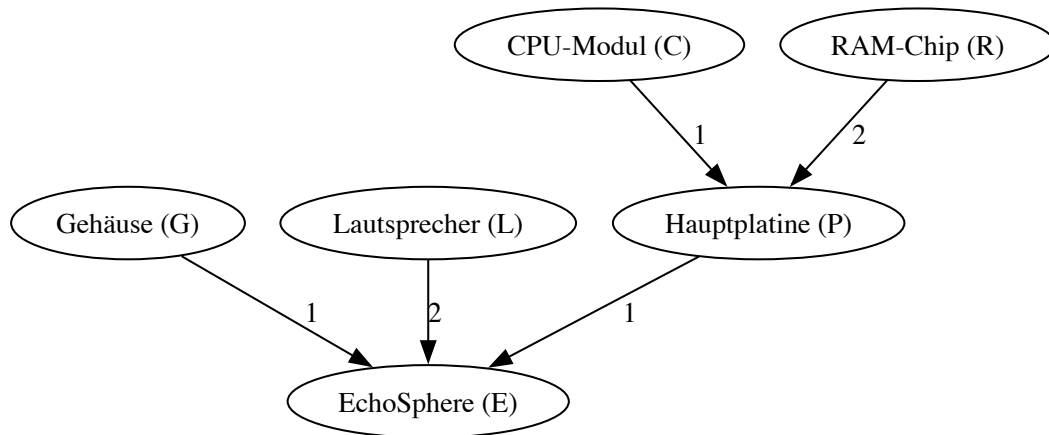 CPU-Modul (C)
RAM-Chip (R)
1
2
Gehäuse (G)
Lautsprecher (L)
Hauptplatine (P)
1
2
1
EchoSphere (E)